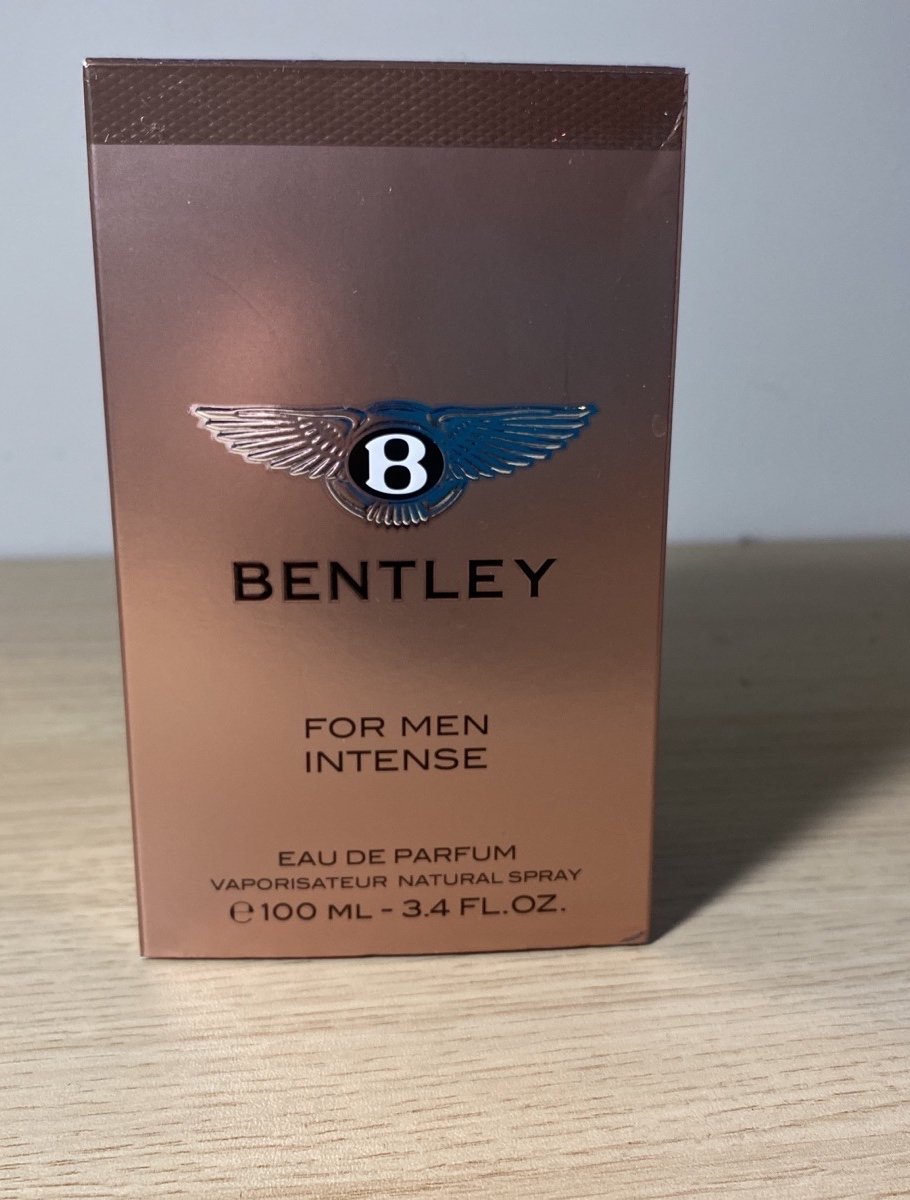 B
BENTLEY
FOR MEN
INTENSE
EAU DE PARFUM
VAPORISATEUR NATURAL SPRAY
℮ 100 ML - 3.4 FL.OZ.